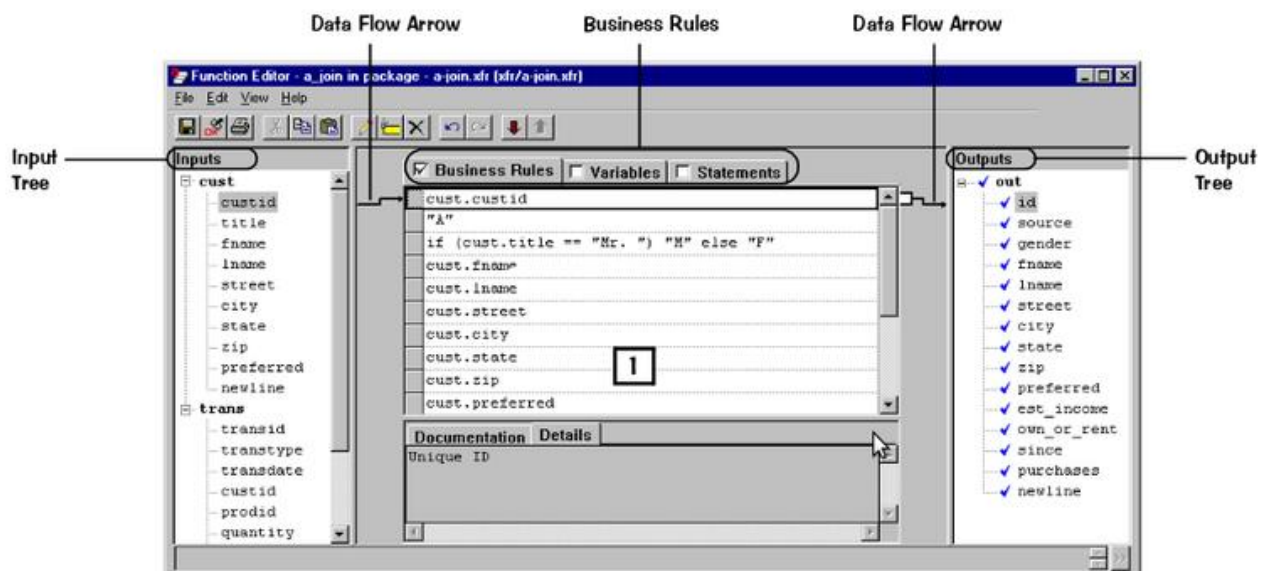 Data Flow Arrow
Business Rules
Data Flow Arrow
Function Editor - a_join in package - a-join.xfr (xfr/a-join.xfr)
File Edit View Help
Input Tree
Inputs
cust
custid
title
fname
lname
street
city
state
zip
preferred
newline
trans
transid
transtype
transdate
custid
prodid
quantity
Business Rules Variables Statements
cust.custid
"A"
if (cust.title == "Mr. ") "M" else "F"
cust.fname
cust.lname
cust.street
cust.city
cust.state
cust.zip
cust.preferred
1
Documentation Details
Unique ID
Outputs
out
id
source
gender
fname
lname
street
city
state
zip
preferred
est_income
own_or_rent
since
purchases
newline
Output Tree